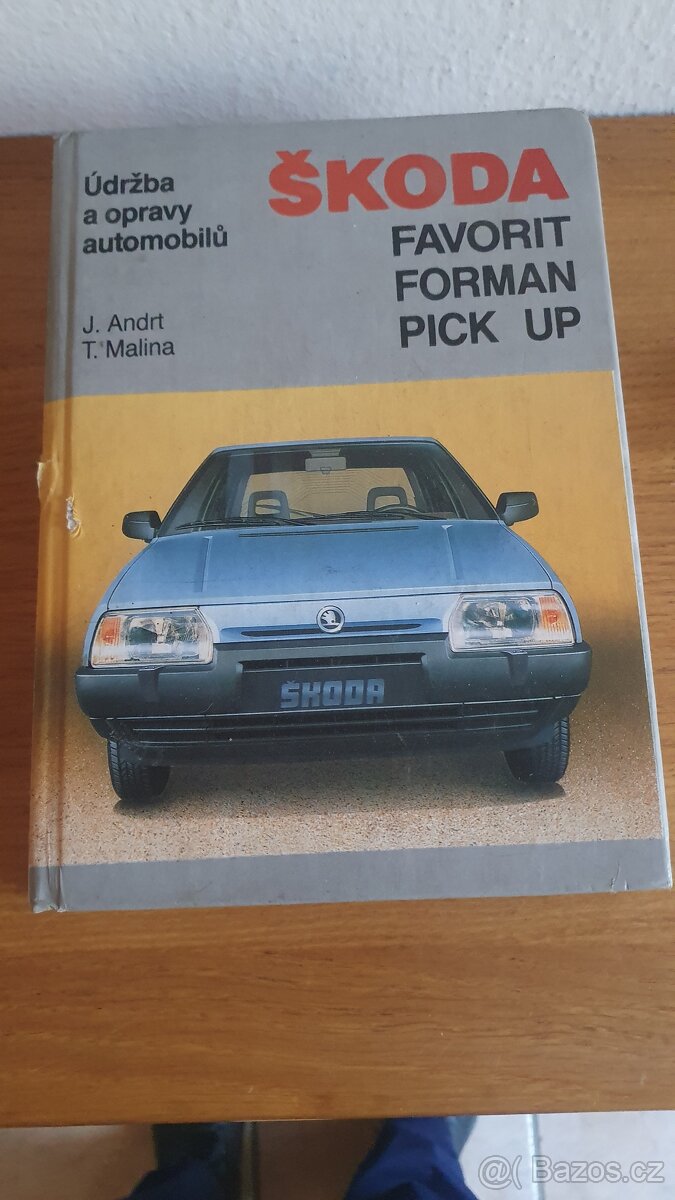 Údržba
a opravy
automobilů
J. Andrt
T. Malina
ŠKODA
FAVORIT
FORMAN
PICK UP
ŠKODA
@ Bazos.cz